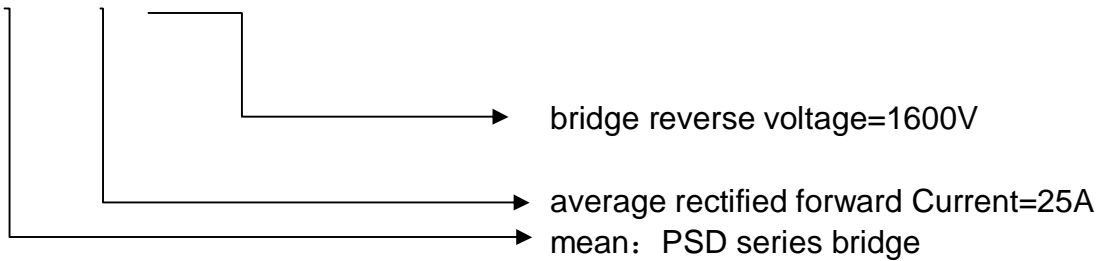 bridge reverse voltage=1600V
average rectified forward Current=25A
mean：PSD series bridge